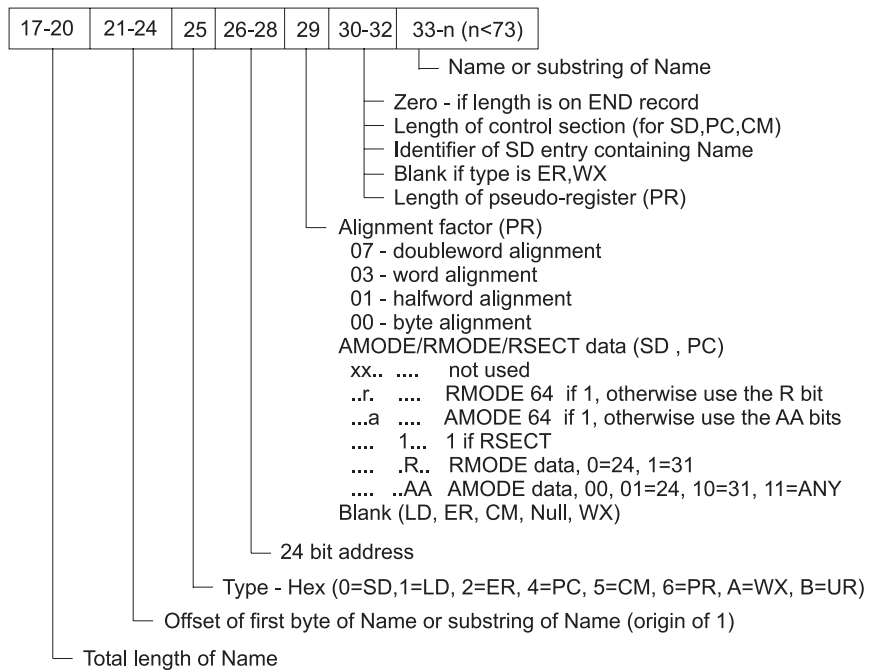 17-20 21-24 25 26-28 29 30-32 33-n (n<73)
Name or substring of Name
Zero - if length is on END record
Length of control section (for SD,PC,CM)
Identifier of SD entry containing Name
Blank if type is ER,WX
Length of pseudo-register (PR)
Alignment factor (PR)
07 - doubleword alignment
03 - word alignment
01 - halfword alignment
00 - byte alignment
AMODE/RMODE/RSECT data (SD , PC)
xx.. .... not used
..r. .... RMODE 64 if 1, otherwise use the R bit
...a .... AMODE 64 if 1, otherwise use the AA bits
.... 1... 1 if RSECT
.... .R.. RMODE data, 0=24, 1=31
.... ..AA AMODE data, 00, 01=24, 10=31, 11=ANY
Blank (LD, ER, CM, Null, WX)
24 bit address
Type - Hex (0=SD,1=LD, 2=ER, 4=PC, 5=CM, 6=PR, A=WX, B=UR)
Offset of first byte of Name or substring of Name (origin of 1)
Total length of Name